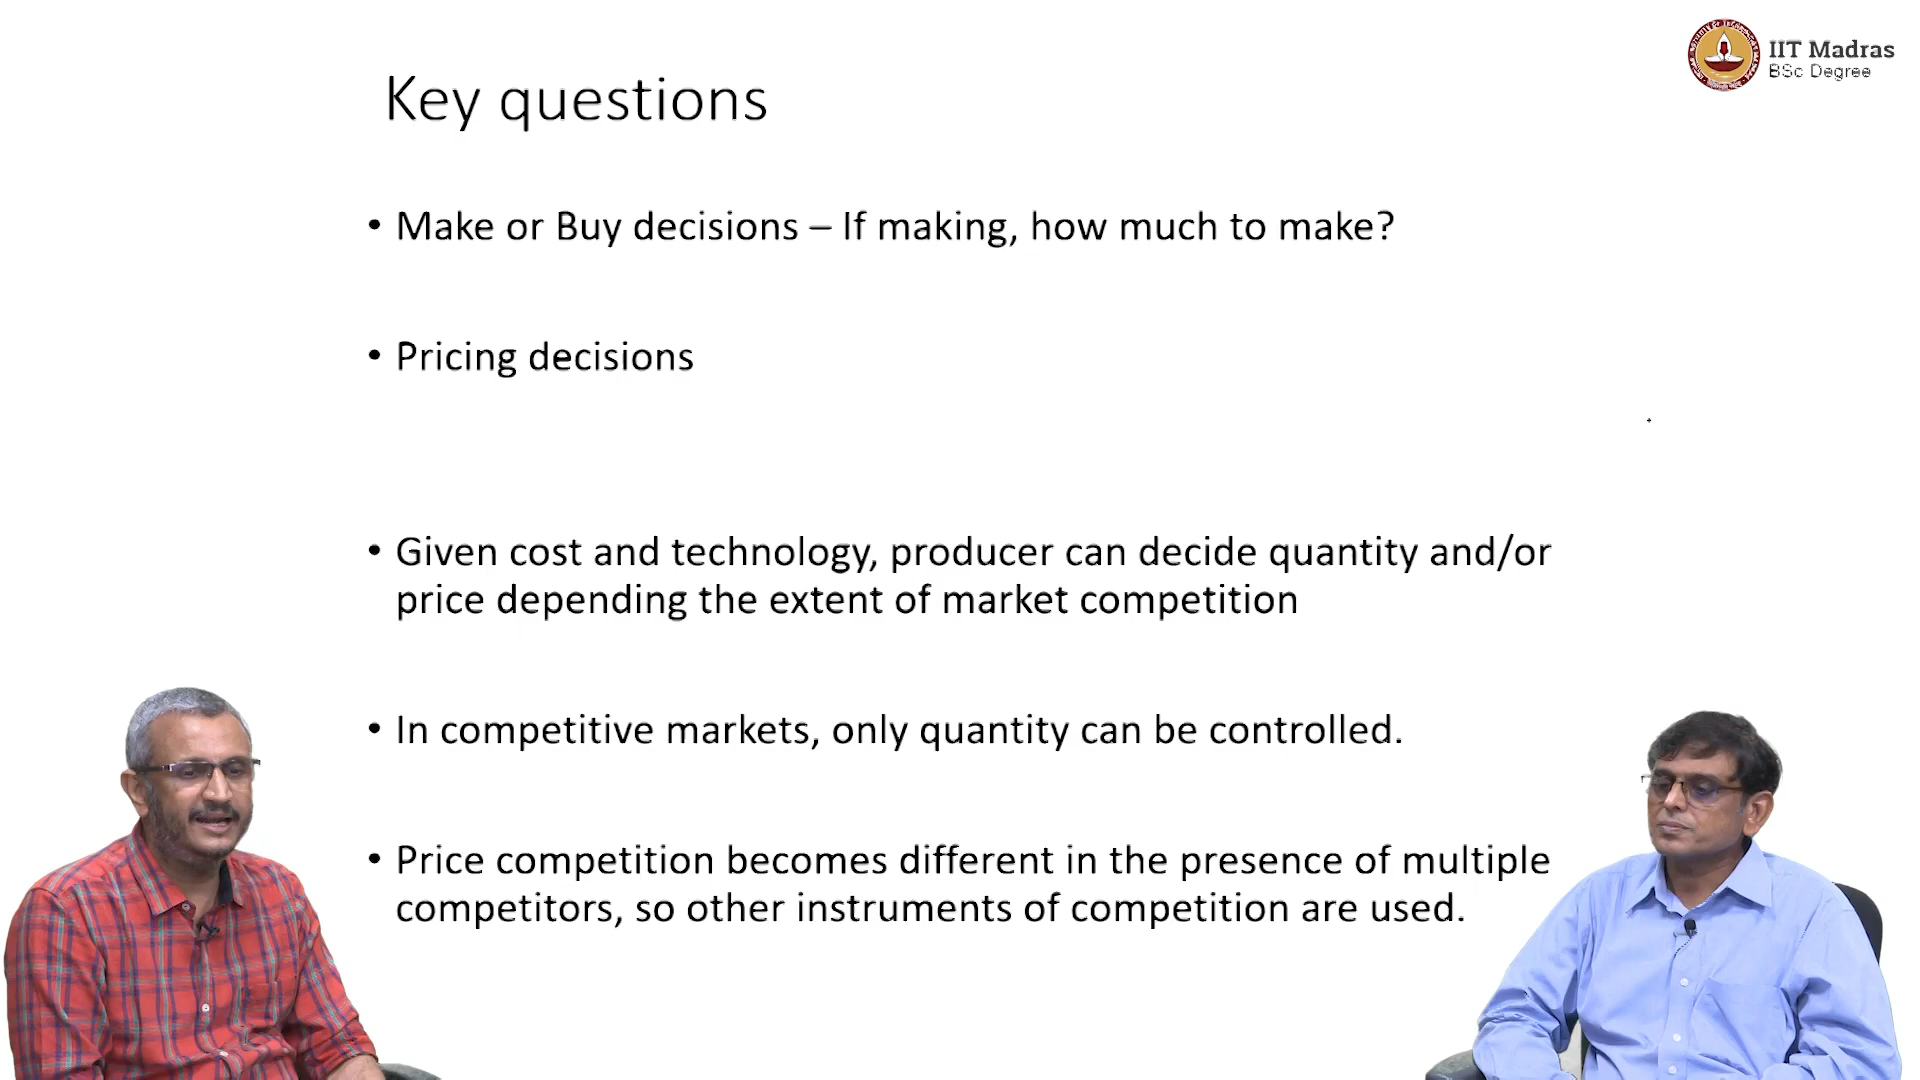 IIT Madras
BSc Degree
Key questions
• Make or Buy decisions – If making, how much to make?
• Pricing decisions
• Given cost and technology, producer can decide quantity and/or
price depending the extent of market competition
• In competitive markets, only quantity can be controlled.
• Price competition becomes different in the presence of multiple
competitors, so other instruments of competition are used.